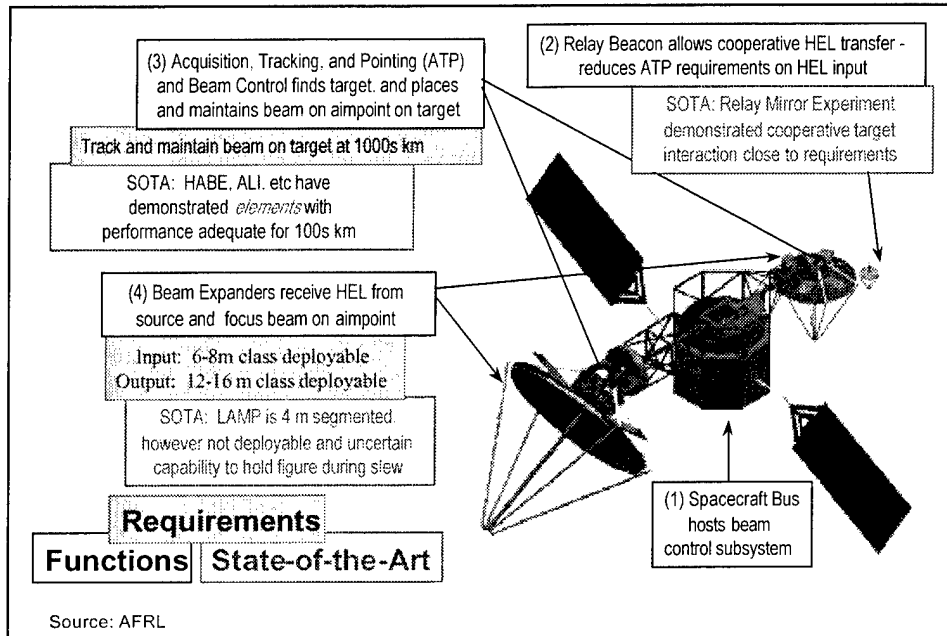 (3) Acquisition, Tracking, and Pointing (ATP)
and Beam Control finds target. and places
and maintains beam on aimpoint on target
Track and maintain beam on target at 1000s km
SOTA: HABE, ALI. etc have
demonstrated elements with
performance adequate for 100s km
(2) Relay Beacon allows cooperative HEL transfer -
reduces ATP requirements on HEL input
SOTA: Relay Mirror Experiment
demonstrated cooperative target
interaction close to requirements
(4) Beam Expanders receive HEL from
source and focus beam on aimpoint
Input: 6-8m class deployable
Output: 12-16 m class deployable
SOTA: LAMP is 4 m segmented.
however not deployable and uncertain
capability to hold figure during slew
(1) Spacecraft Bus
hosts beam
control subsystem
Requirements
Functions State-of-the-Art
Source: AFRL